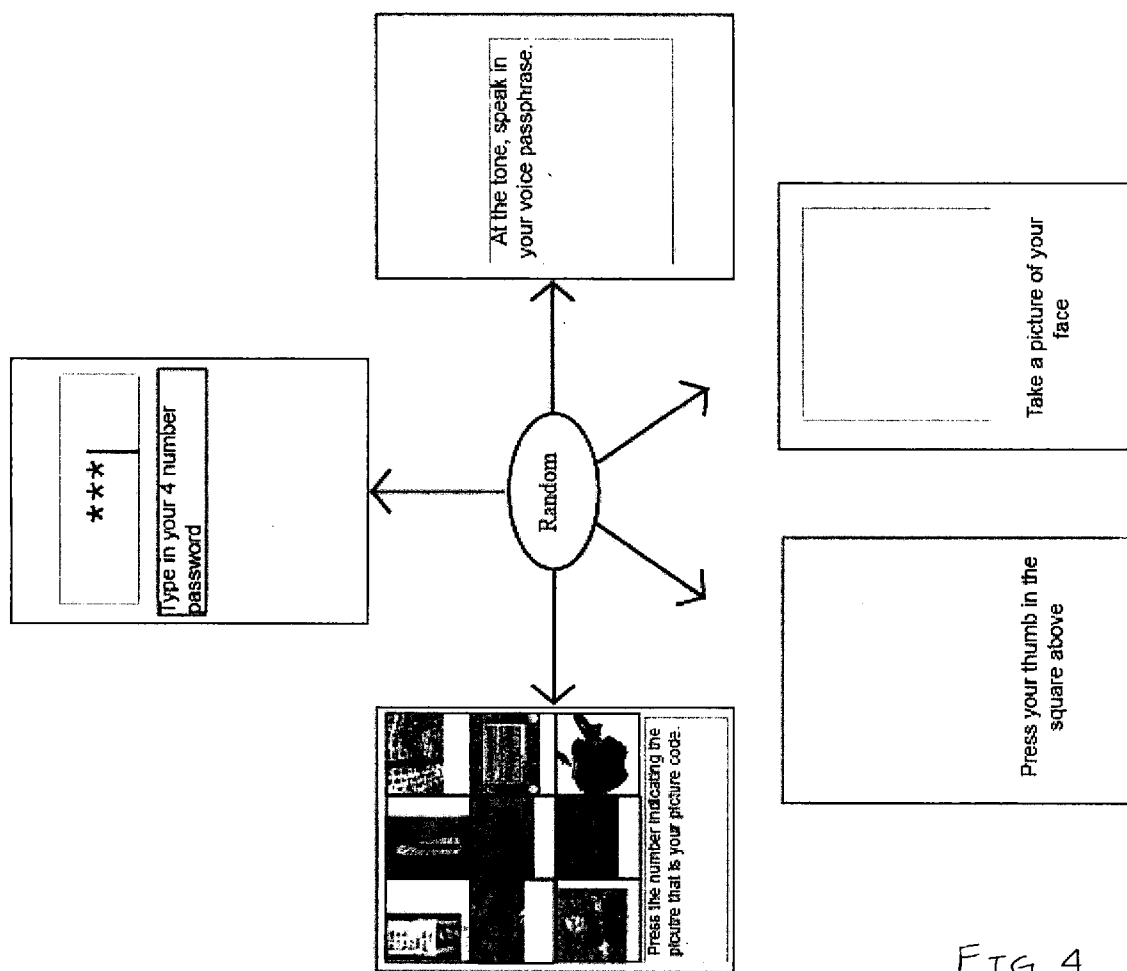 ***
Type in your 4 number
password
Press the number indicating the
picutre that is your picture code.
Random
At the tone, speak in
your voice passphrase.
Press your thumb in the
square above
Take a picture of your
face
FIG 4